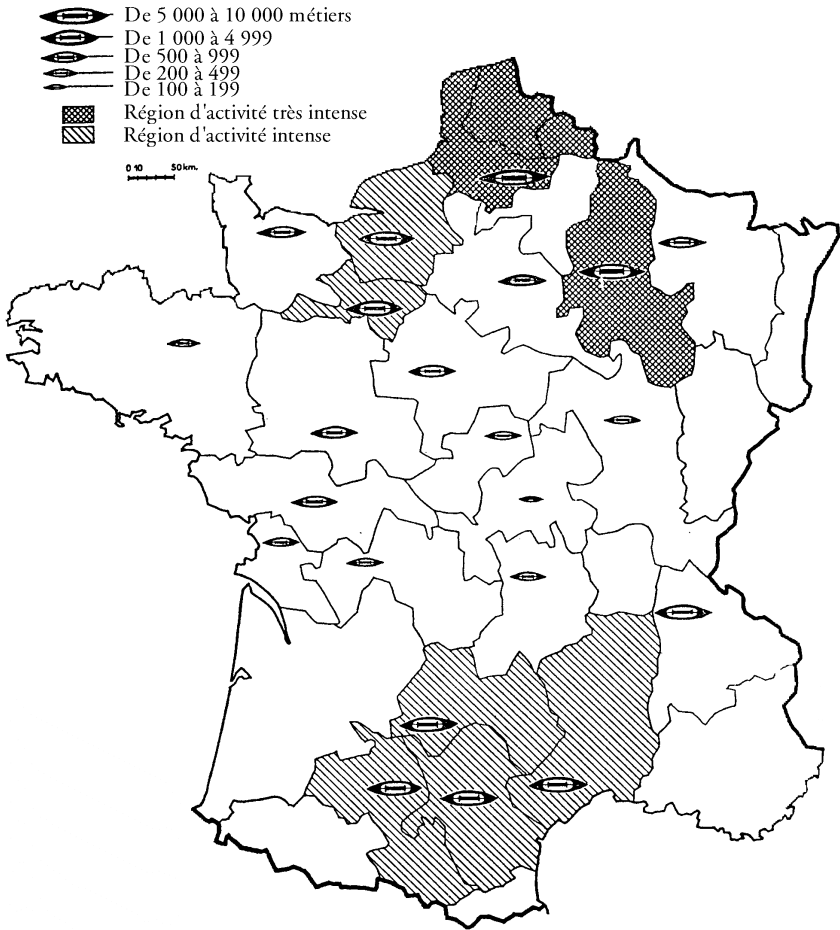 De 5 000 à 10 000 métiers
De 1 000 à 4 999
De 500 à 999
De 200 à 499
De 100 à 199
Région d'activité très intense
Région d'activité intense
0 10 50 km.